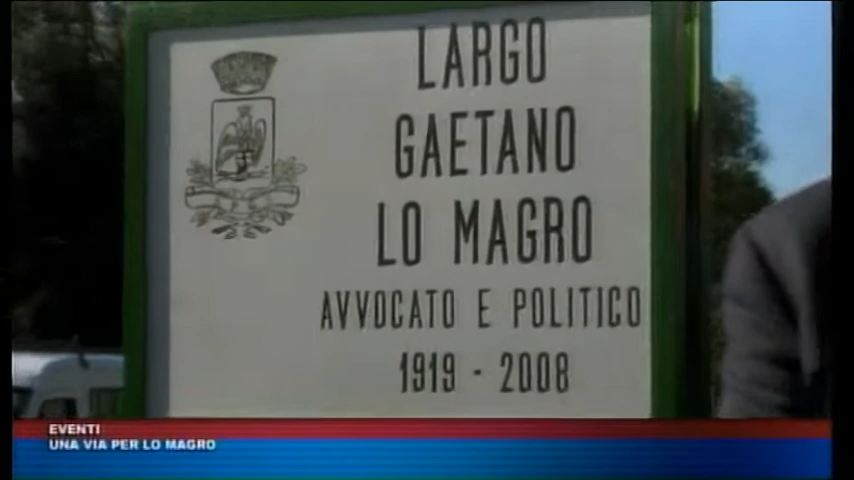 LARGO
GAETANO
LO MAGRO
AVVOCATO E POLITICO
1919 - 2008
EVENTI
UNA VIA PER LO MAGRO